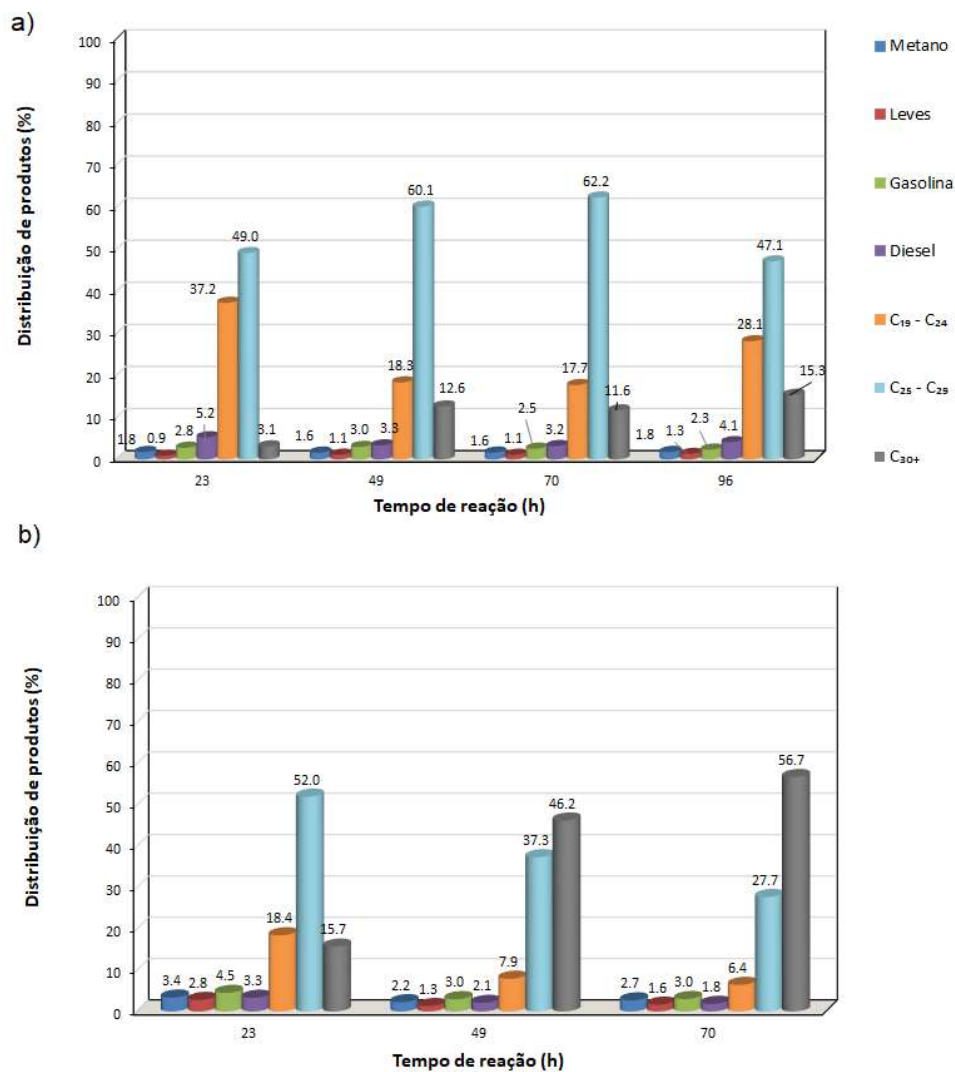 a)
Distribuição de produtos (%)
100
90
80
70
60
50
40
30
20
10
0
1.8 0.9 2.8 5.2 37.2 49.0 3.1
1.6 1.1 3.0 3.3 18.3 60.1 12.6
1.6 1.1 2.5 3.2 17.7 62.2 11.6
1.8 1.3 2.3 4.1 28.1 47.1 15.3
23 49 70 96
Tempo de reação (h)
Metano
Leves
Gasolina
Diesel
C₁₉ - C₂₄
C₂₅ - C₂₉
C₃₀₊
b)
Distribuição de produtos (%)
100
90
80
70
60
50
40
30
20
10
0
3.4 2.8 4.5 3.3 18.4 52.0 15.7
2.2 1.3 3.0 2.1 7.9 37.3 46.2
2.7 1.6 3.0 1.8 6.4 27.7 56.7
23 49 70
Tempo de reação (h)